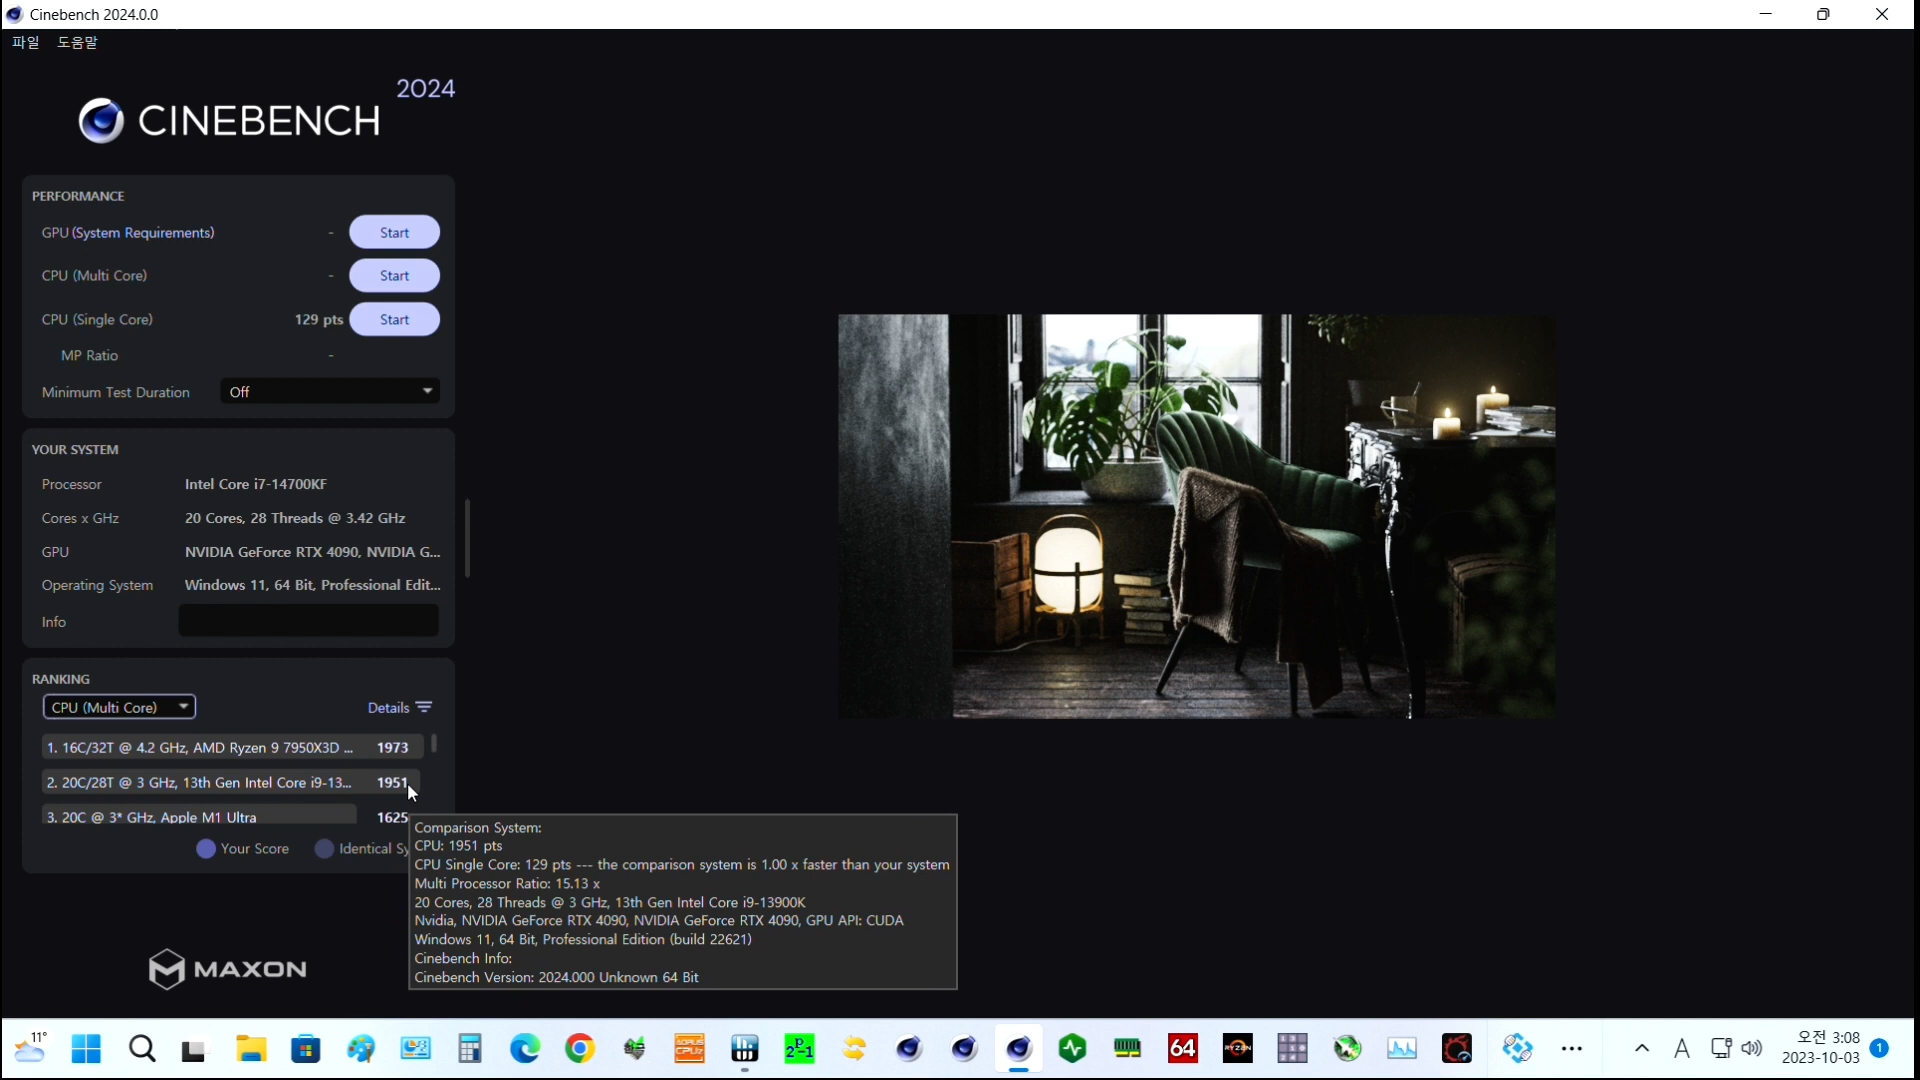 Cinebench 2024.0.0
파일 도움말
2024
CINEBENCH
PERFORMANCE
GPU (System Requirements) - Start
CPU (Multi Core) - Start
CPU (Single Core) 129 pts Start
MP Ratio -
Minimum Test Duration Off
YOUR SYSTEM
Processor Intel Core i7-14700KF
Cores x GHz 20 Cores, 28 Threads @ 3.42 GHz
GPU NVIDIA GeForce RTX 4090, NVIDIA G...
Operating System Windows 11, 64 Bit, Professional Edit...
Info
RANKING
CPU (Multi Core) Details
1. 16C/32T @ 4.2 GHz, AMD Ryzen 9 7950X3D ... 1973
2. 20C/28T @ 3 GHz, 13th Gen Intel Core i9-13... 1951
3. 20C @ 3* GHz, Apple M1 Ultra 1625
Your Score Identical Sy
Comparison System:
CPU: 1951 pts
CPU Single Core: 129 pts --- the comparison system is 1.00 x faster than your system
Multi Processor Ratio: 15.13 x
20 Cores, 28 Threads @ 3 GHz, 13th Gen Intel Core i9-13900K
Nvidia, NVIDIA GeForce RTX 4090, NVIDIA GeForce RTX 4090, GPU API: CUDA
Windows 11, 64 Bit, Professional Edition (build 22621)
Cinebench Info:
Cinebench Version: 2024.000 Unknown 64 Bit
MAXON
11°
AORUS
CPUZ
2P-1
64
RYZEN
A
오전 3:08
2023-10-03
1